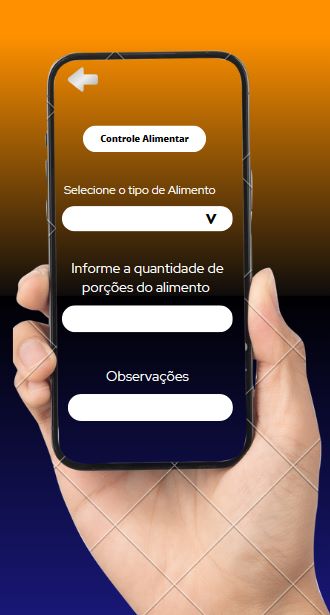 Controle Alimentar
Selecione o tipo de Alimento
V
Informe a quantidade de
porções do alimento
Observações